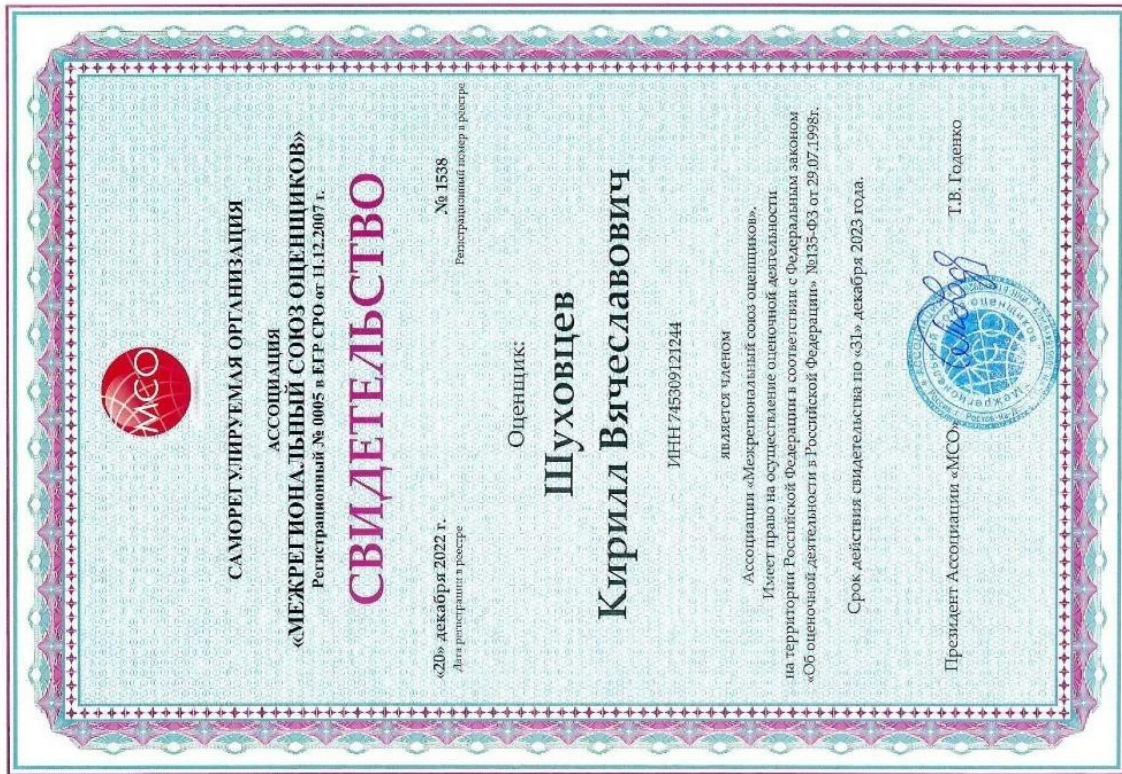 МСО
САМОРЕГУЛИРУЕМАЯ ОРГАНИЗАЦИЯ
АССОЦИАЦИЯ
«МЕЖРЕГИОНАЛЬНЫЙ СОЮЗ ОЦЕНЩИКОВ»
Регистрационный № 0005 в ЕГР СРО от 11.12.2007 г.
СВИДЕТЕЛЬСТВО
«20» декабря 2022 г. № 1538
Дата регистрации в реестре Регистрационный номер в реестре
Оценщик:
Шуховцев
Кирилл Вячеславович
ИНН 745309121244
является членом
Ассоциации «Межрегиональный союз оценщиков».
Имеет право на осуществление оценочной деятельности
на территории Российской Федерации в соответствии с Федеральным законом
«Об оценочной деятельности в Российской Федерации» №135-ФЗ от 29.07.1998г.
Срок действия свидетельства по «31» декабря 2023 года.
Президент Ассоциации «МСО» Т.В. Годенко